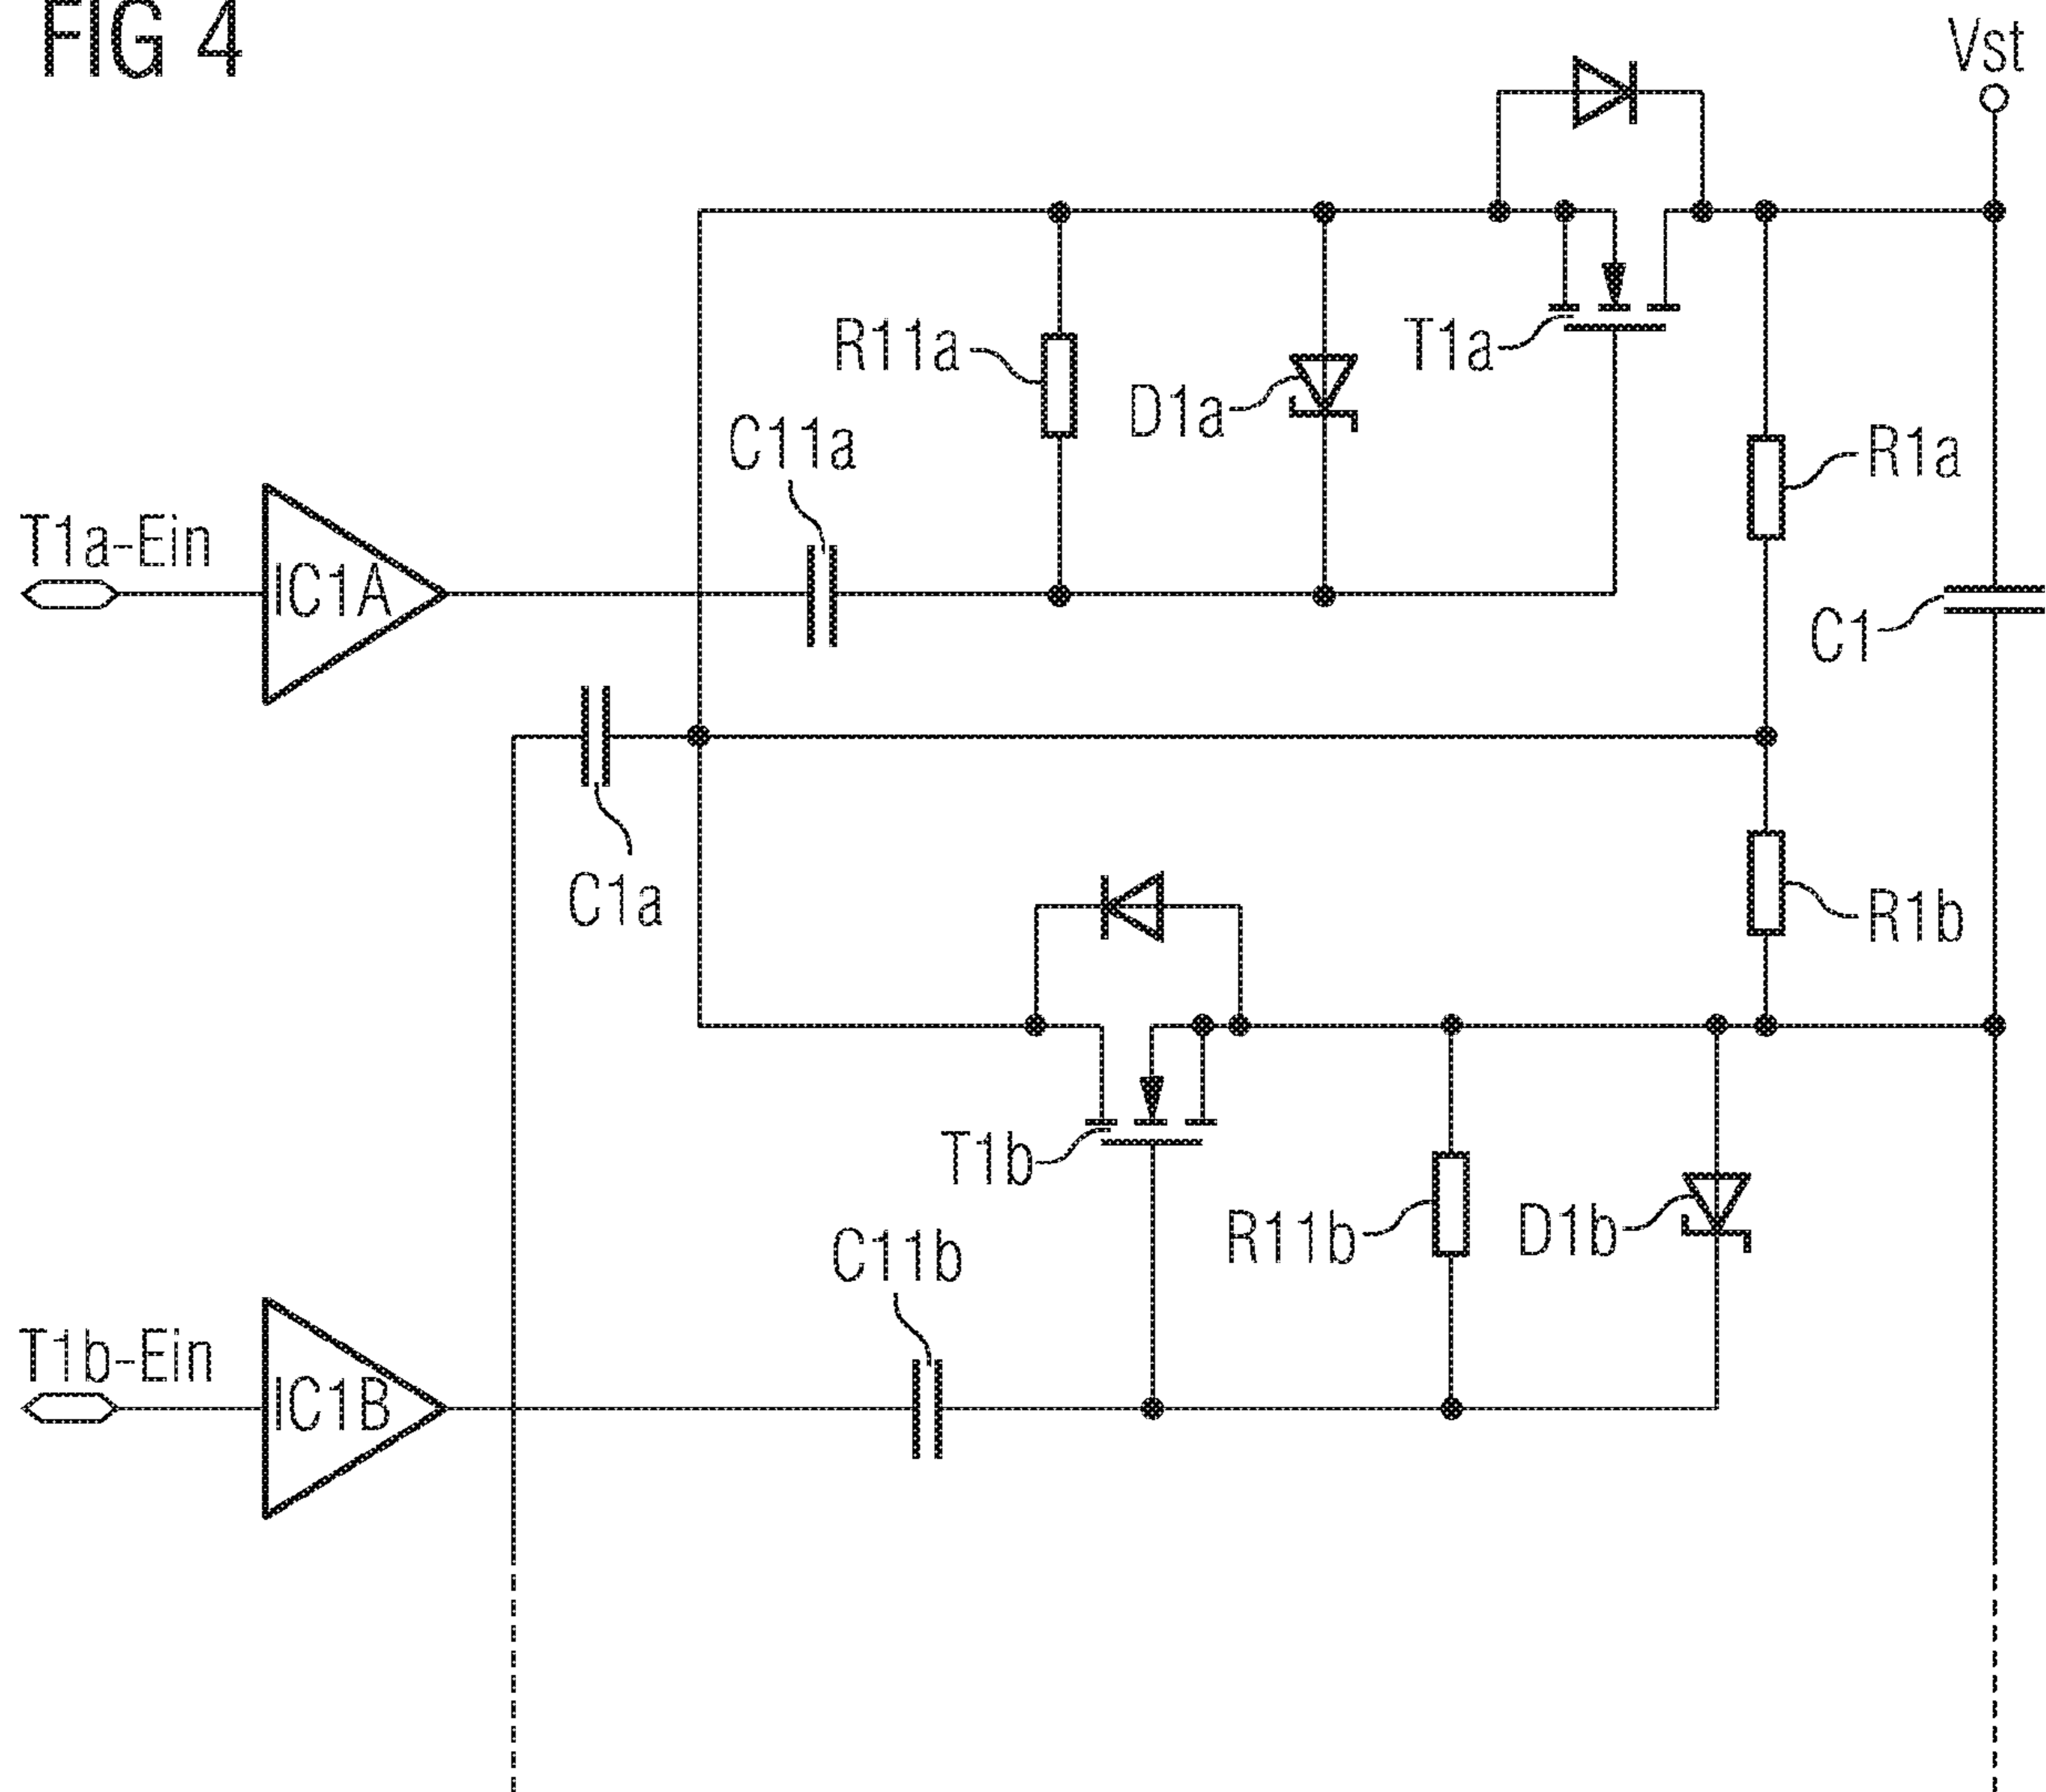 FIG 4
Vst
R11a
T1a
D1a
C11a
R1a
T1a-Ein
IC1A
C1
C1a
R1b
T1b
R11b
D1b
C11b
T1b-Ein
IC1B